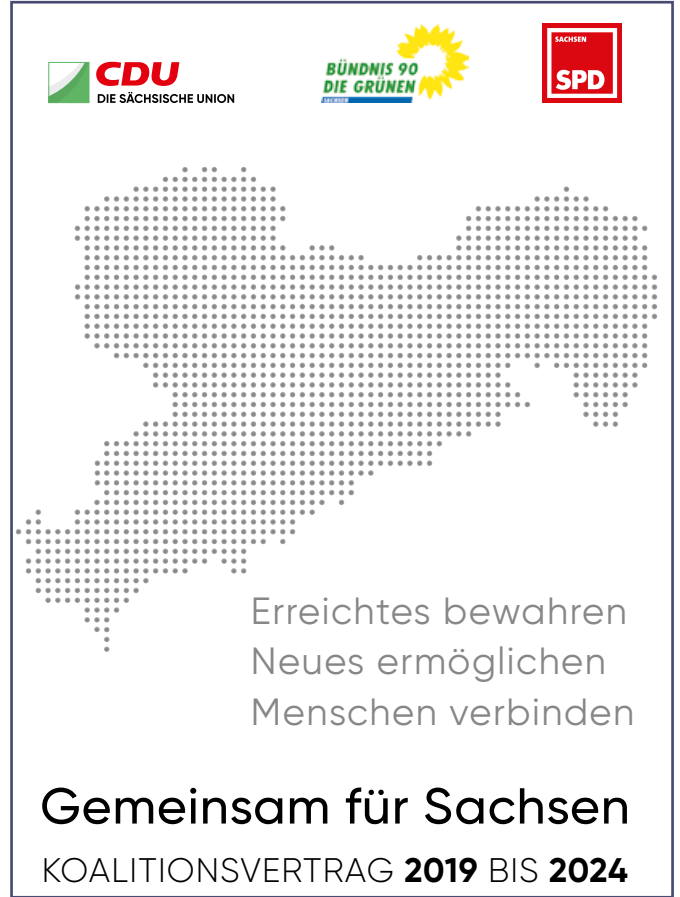 CDU
DIE SÄCHSISCHE UNION
BÜNDNIS 90
DIE GRÜNEN
SACHSEN
SACHSEN
SPD
Erreichtes bewahren
Neues ermöglichen
Menschen verbinden
Gemeinsam für Sachsen
KOALITIONSVERTRAG 2019 BIS 2024